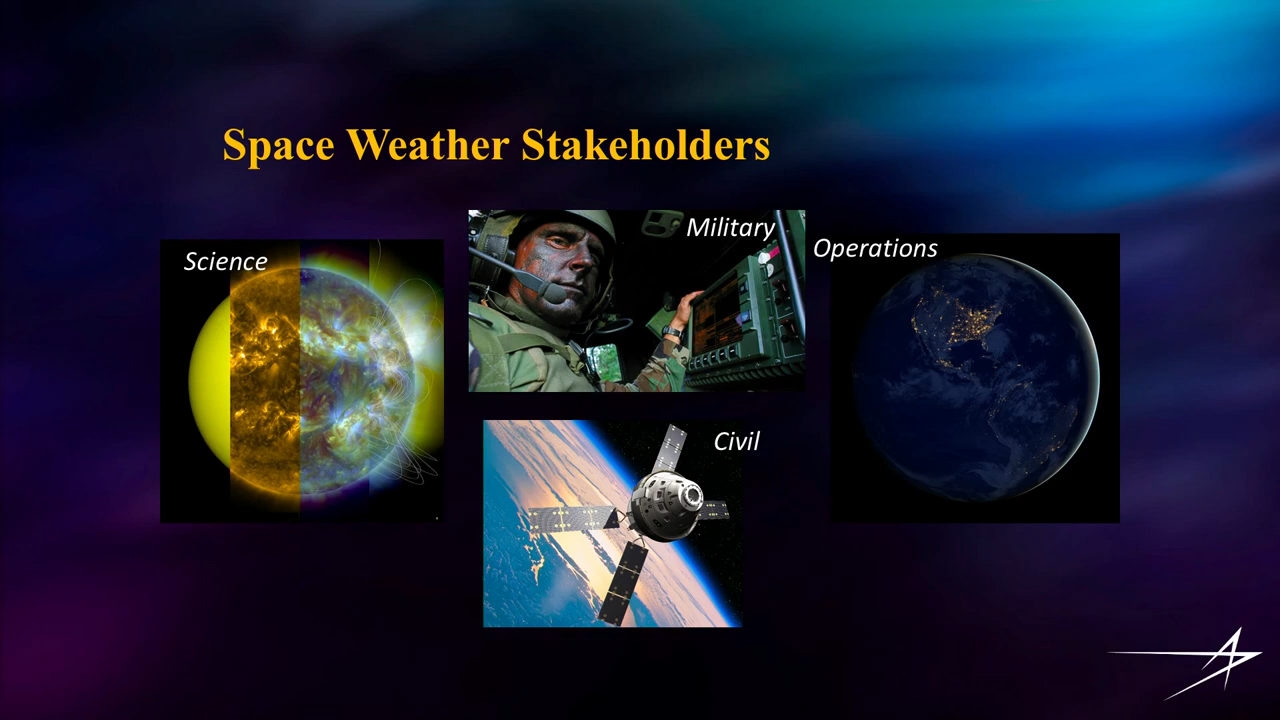 Space Weather Stakeholders
Science
Military
Operations
Civil